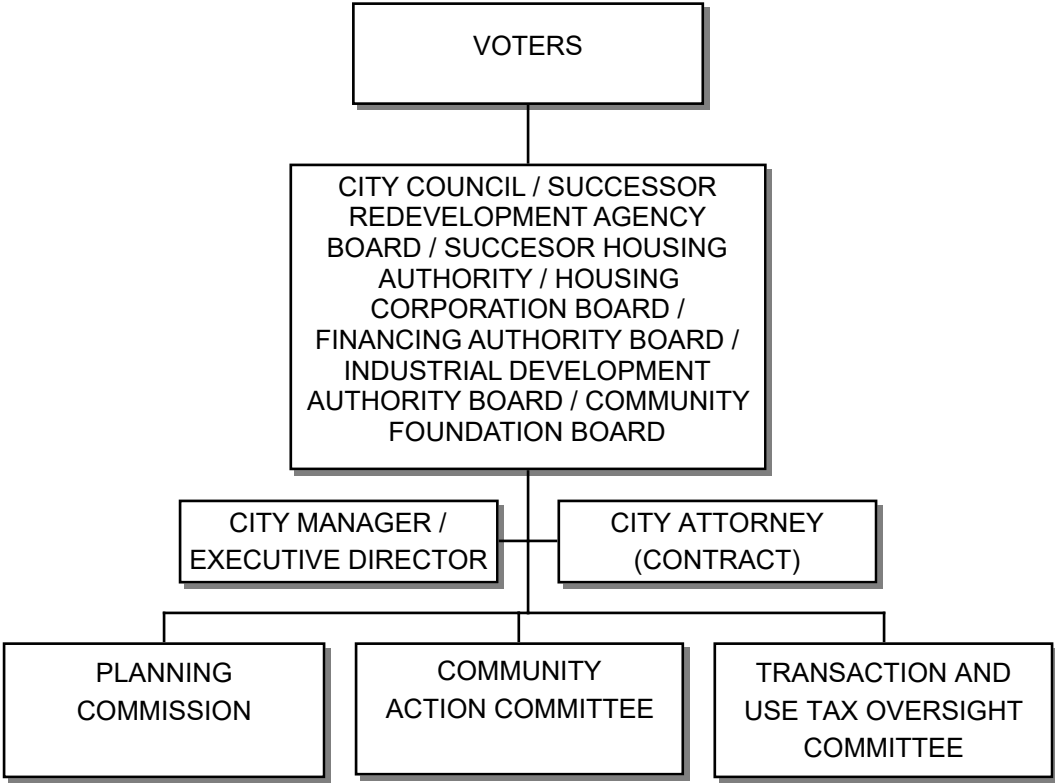 VOTERS
CITY COUNCIL / SUCCESSOR
REDEVELOPMENT AGENCY
BOARD / SUCCESOR HOUSING
AUTHORITY / HOUSING
CORPORATION BOARD /
FINANCING AUTHORITY BOARD /
INDUSTRIAL DEVELOPMENT
AUTHORITY BOARD / COMMUNITY
FOUNDATION BOARD
CITY MANAGER /
EXECUTIVE DIRECTOR
CITY ATTORNEY
(CONTRACT)
PLANNING
COMMISSION
COMMUNITY
ACTION COMMITTEE
TRANSACTION AND
USE TAX OVERSIGHT
COMMITTEE